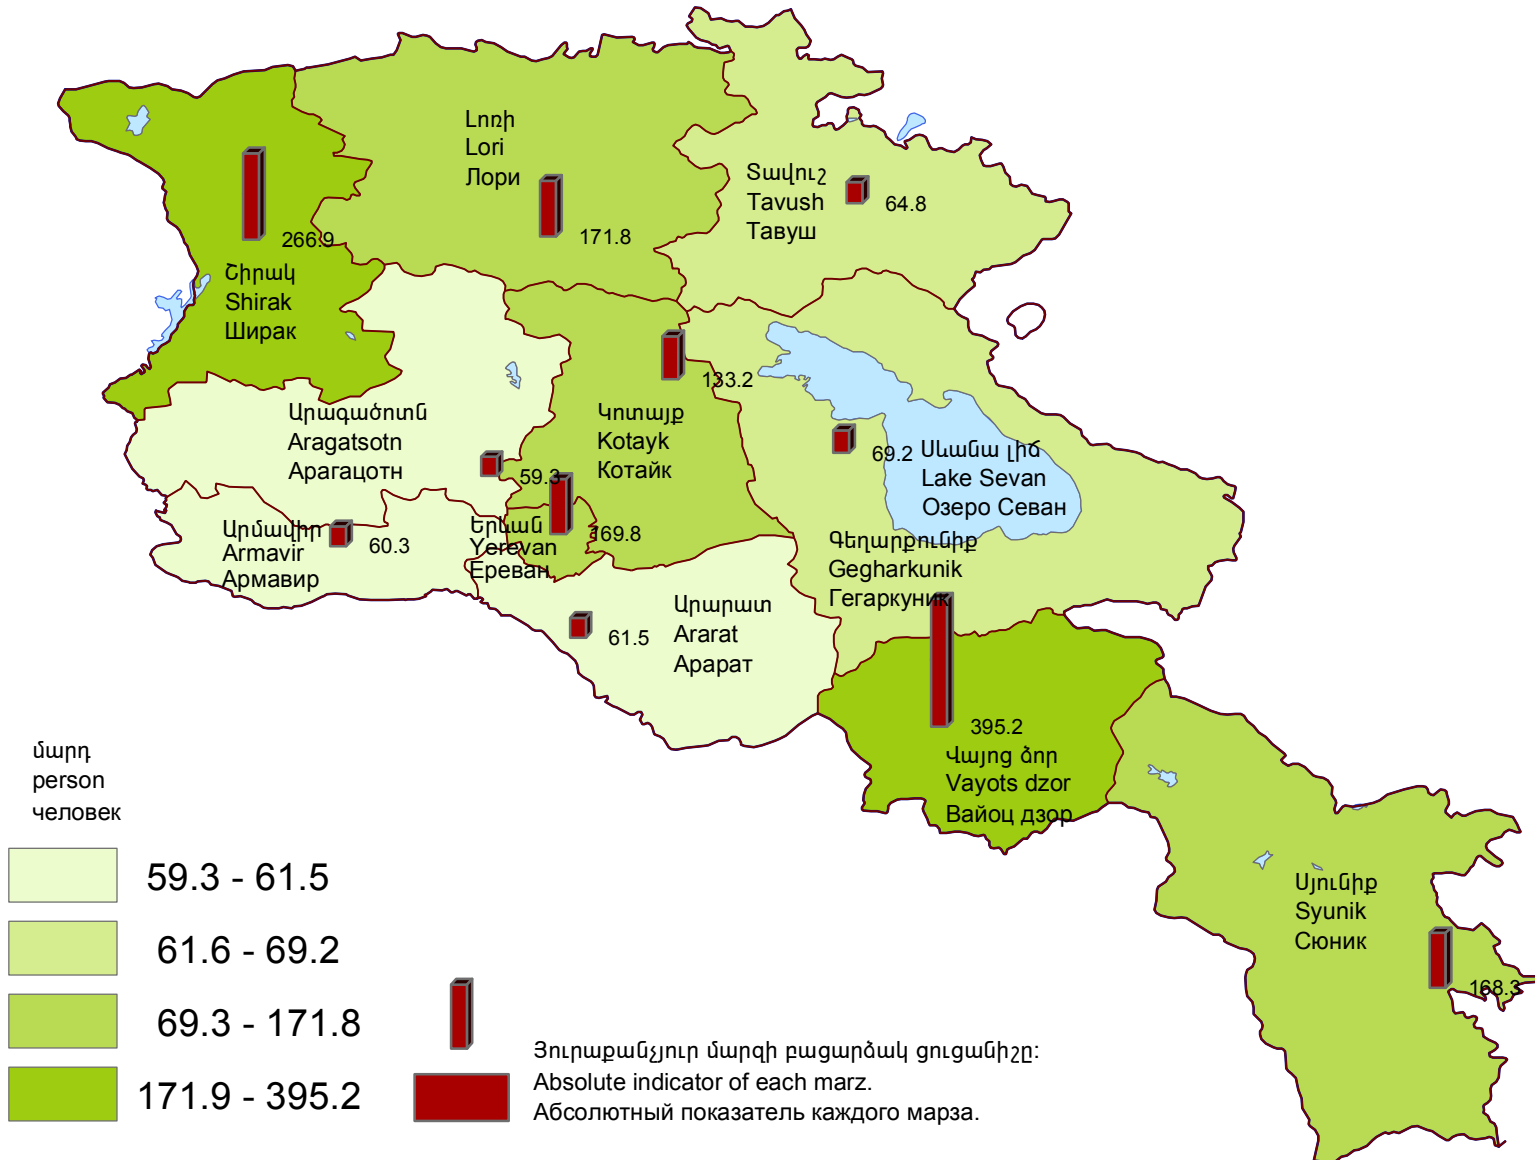 Լոռի
Lori
Лори
171.8
Տավուշ
Tavush
Тавуш
64.8
266.9
Շիրակ
Shirak
Ширак
133.2
Արագածոտն
Aragatsotn
Арагацотн
59.3
Կոտայք
Kotayk
Котайк
69.2
Սևանա լիճ
Lake Sevan
Озеро Севан
Արմավիր
Armavir
Армавир
60.3
Երևան
Yerevan
Ереван
169.8
Գեղարքունիք
Gegharkunik
Гегаркуник
Արարատ
Ararat
Арарат
61.5
395.2
Վայոց ձոր
Vayots dzor
Вайоц дзор
Սյունիք
Syunik
Сюник
168.3
մարդ
person
человек
59.3 - 61.5
61.6 - 69.2
69.3 - 171.8
171.9 - 395.2
Յուրաքանչյուր մարզի բացարձակ ցուցանիշը:
Absolute indicator of each marz.
Абсолютный показатель каждого марза.